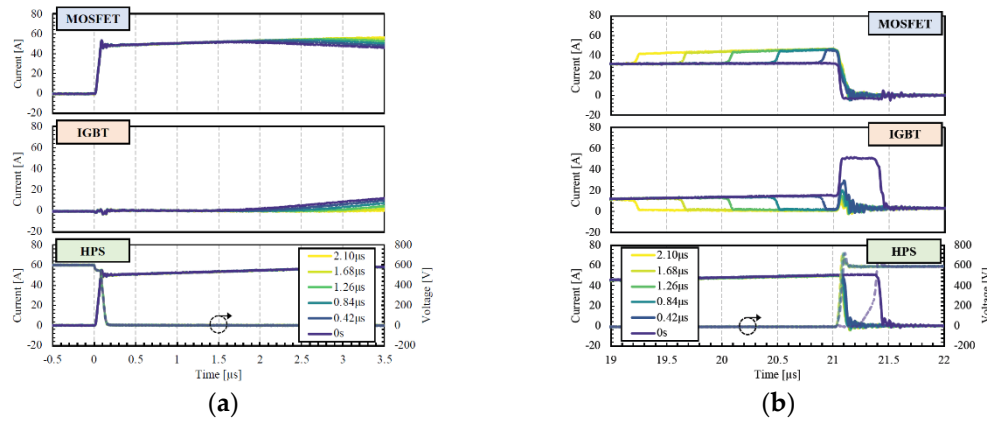 MOSFET
Current [A]
80
60
40
20
0
-20
IGBT
Current [A]
80
60
40
20
0
-20
HPS
Current [A]
80
60
40
20
0
-20
2.10µs
1.68µs
1.26µs
0.84µs
0.42µs
0s
800
600
400
200
0
-200
Voltage [V]
-0.5 0 0.5 1 1.5 2 2.5 3 3.5
Time [µs]
(a)
MOSFET
Current [A]
80
60
40
20
0
-20
IGBT
Current [A]
80
60
40
20
0
-20
HPS
Current [A]
80
60
40
20
0
-20
2.10µs
1.68µs
1.26µs
0.84µs
0.42µs
0s
800
600
400
200
0
-200
Voltage [V]
19 19.5 20 20.5 21 21.5 22
Time [µs]
(b)